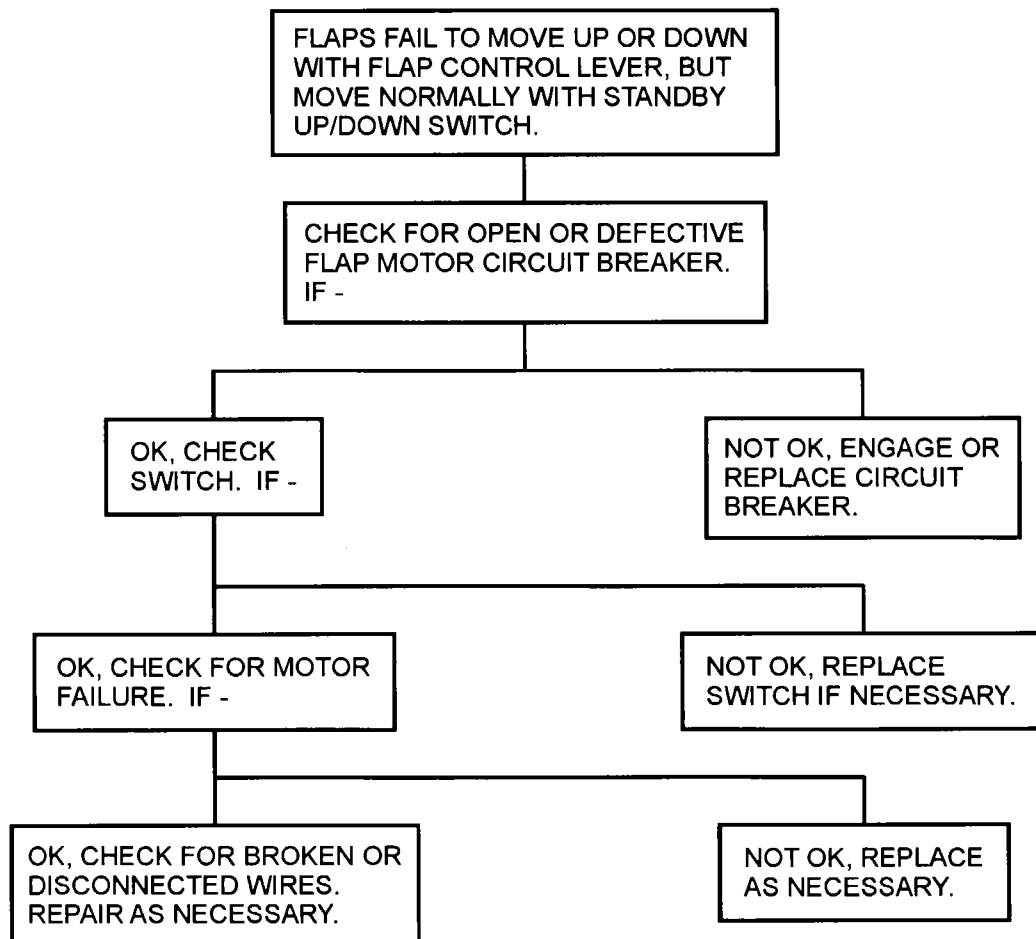 FLAPS FAIL TO MOVE UP OR DOWN
WITH FLAP CONTROL LEVER, BUT
MOVE NORMALLY WITH STANDBY
UP/DOWN SWITCH.
CHECK FOR OPEN OR DEFECTIVE
FLAP MOTOR CIRCUIT BREAKER.
IF -
OK, CHECK
SWITCH. IF -
NOT OK, ENGAGE OR
REPLACE CIRCUIT
BREAKER.
OK, CHECK FOR MOTOR
FAILURE. IF -
NOT OK, REPLACE
SWITCH IF NECESSARY.
OK, CHECK FOR BROKEN OR
DISCONNECTED WIRES.
REPAIR AS NECESSARY.
NOT OK, REPLACE
AS NECESSARY.